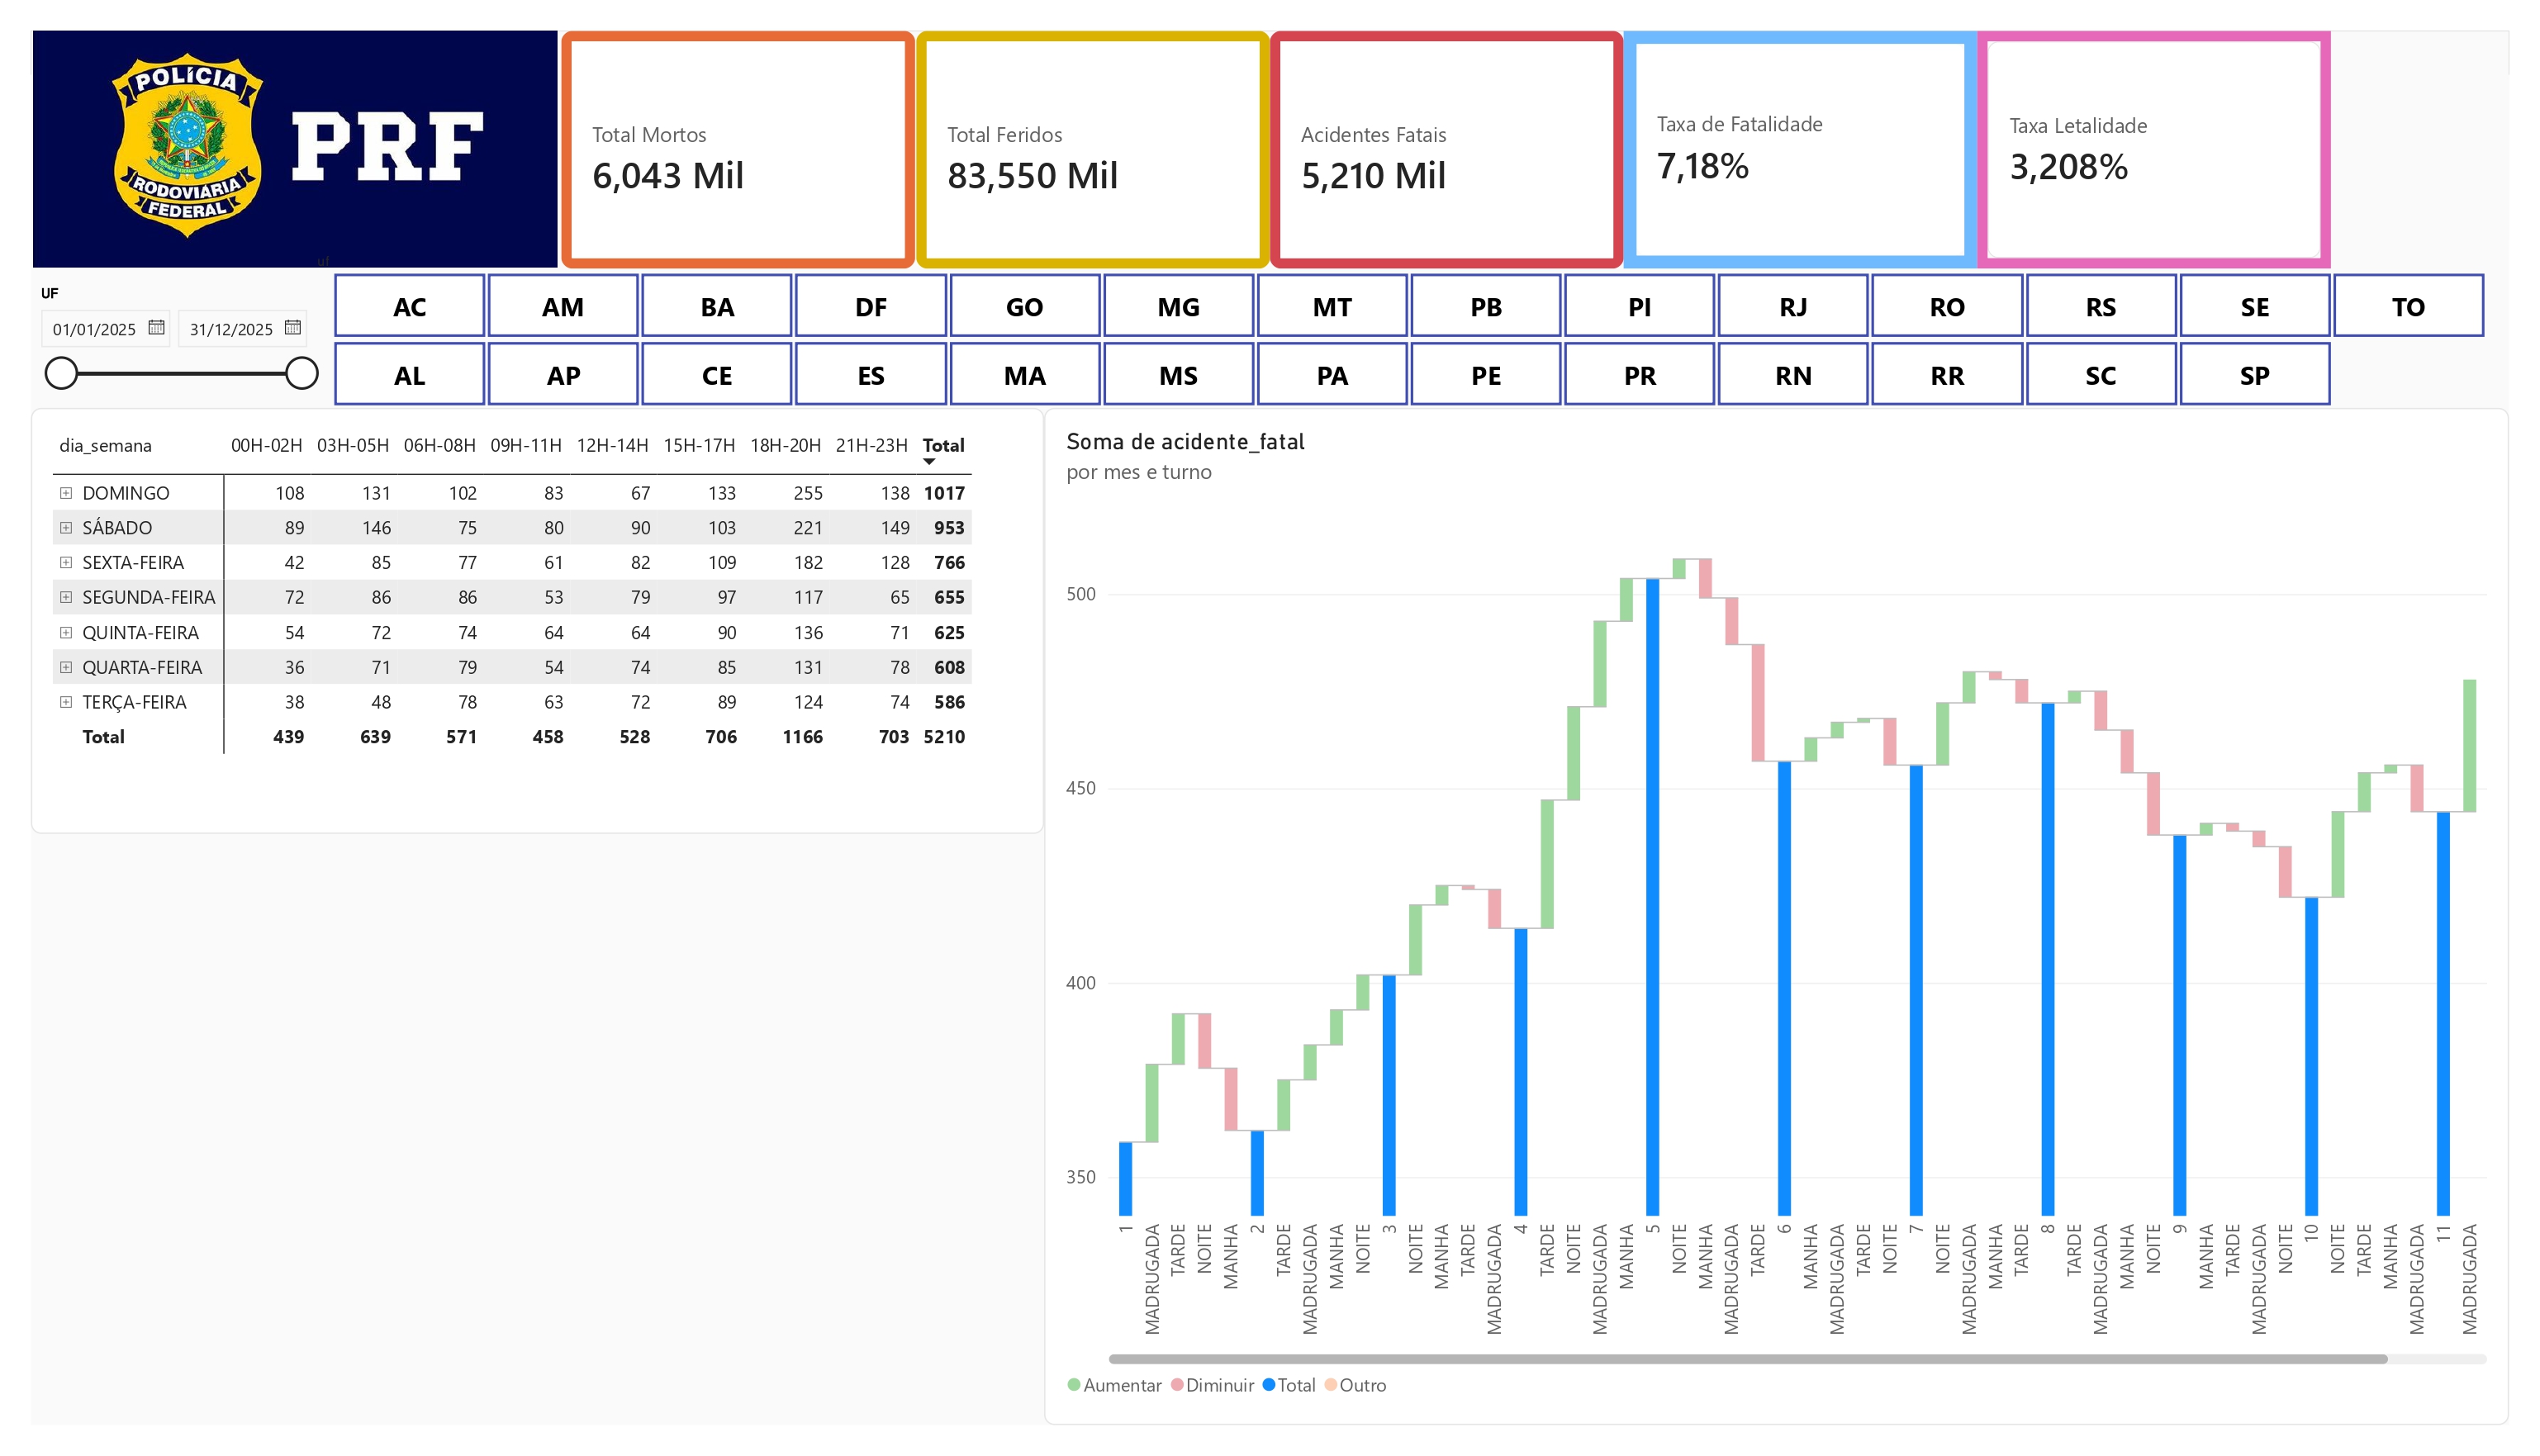 POLÍCIA
RODOVIÁRIA
FEDERAL
PRF
Total Mortos
6,043 Mil
Total Feridos
83,550 Mil
Acidentes Fatais
5,210 Mil
Taxa de Fatalidade
7,18%
Taxa Letalidade
3,208%
uf
UF
01/01/2025 31/12/2025
AC AM BA DF GO MG MT PB PI RJ RO RS SE TO
AL AP CE ES MA MS PA PE PR RN RR SC SP
dia_semana 00H-02H 03H-05H 06H-08H 09H-11H 12H-14H 15H-17H 18H-20H 21H-23H Total
DOMINGO 108 131 102 83 67 133 255 138 1017
SÁBADO 89 146 75 80 90 103 221 149 953
SEXTA-FEIRA 42 85 77 61 82 109 182 128 766
SEGUNDA-FEIRA 72 86 86 53 79 97 117 65 655
QUINTA-FEIRA 54 72 74 64 64 90 136 71 625
QUARTA-FEIRA 36 71 79 54 74 85 131 78 608
TERÇA-FEIRA 38 48 78 63 72 89 124 74 586
Total 439 639 571 458 528 706 1166 703 5210
Soma de acidente_fatal
por mes e turno
500
450
400
350
1 MADRUGADA TARDE NOITE MANHA 2 TARDE MADRUGADA MANHA NOITE 3 NOITE MANHA TARDE MADRUGADA 4 TARDE NOITE MADRUGADA MANHA 5 NOITE MANHA MADRUGADA TARDE 6 MANHA MADRUGADA TARDE NOITE 7 NOITE MADRUGADA MANHA TARDE 8 TARDE MADRUGADA MANHA NOITE 9 MANHA TARDE MADRUGADA NOITE 10 NOITE TARDE MANHA MADRUGADA 11 MADRUGADA
Aumentar Diminuir Total Outro